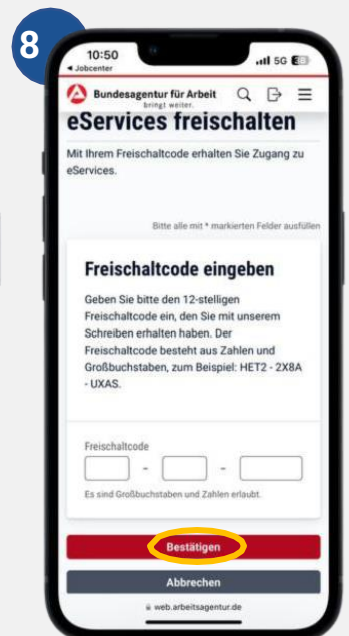 8
10:50
5G
◀ Jobcenter
Bundesagentur für Arbeit
bringt weiter.
eServices freischalten
Mit Ihrem Freischaltcode erhalten Sie Zugang zu
eServices.
Bitte alle mit * markierten Felder ausfüllen
Freischaltcode eingeben
Geben Sie bitte den 12-stelligen
Freischaltcode ein, den Sie mit unserem
Schreiben erhalten haben. Der
Freischaltcode besteht aus Zahlen und
Großbuchstaben, zum Beispiel: HET2 - 2X8A
- UXAS.
Freischaltcode
- -
Es sind Großbuchstaben und Zahlen erlaubt.
Bestätigen
Abbrechen
web.arbeitsagentur.de